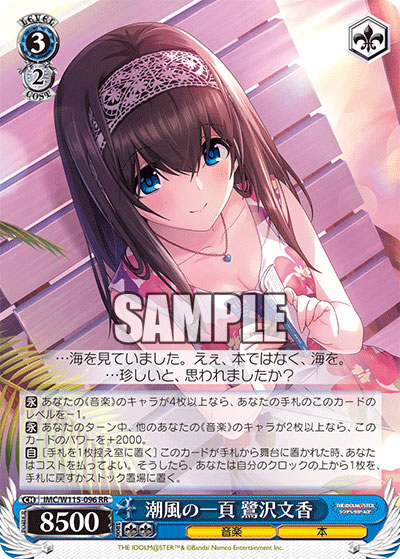 LEVEL
3
2
COST
SAMPLE
…海を見ていました。ええ、本ではなく、海を。
…珍しいと、思われましたか?
永 あなたの《音楽》のキャラが4枚以上なら、あなたの手札のこのカードの
レベルを-1。
永 あなたのターン中、他のあなたの《音楽》のキャラが2枚以上なら、この
カードのパワーを+2000。
自 [手札を1枚控え室に置く] このカードが手札から舞台に置かれた時、あなた
はコストを払ってよい。そうしたら、あなたは自分のクロックの上から1枚を、
手札に戻すかストック置場に置く。
CH IMC/W115-096 RR
8500
潮風の一頁 鷺沢文香
音楽 本
THE IDOLM@STER™& ©Bandai Namco Entertainment Inc.